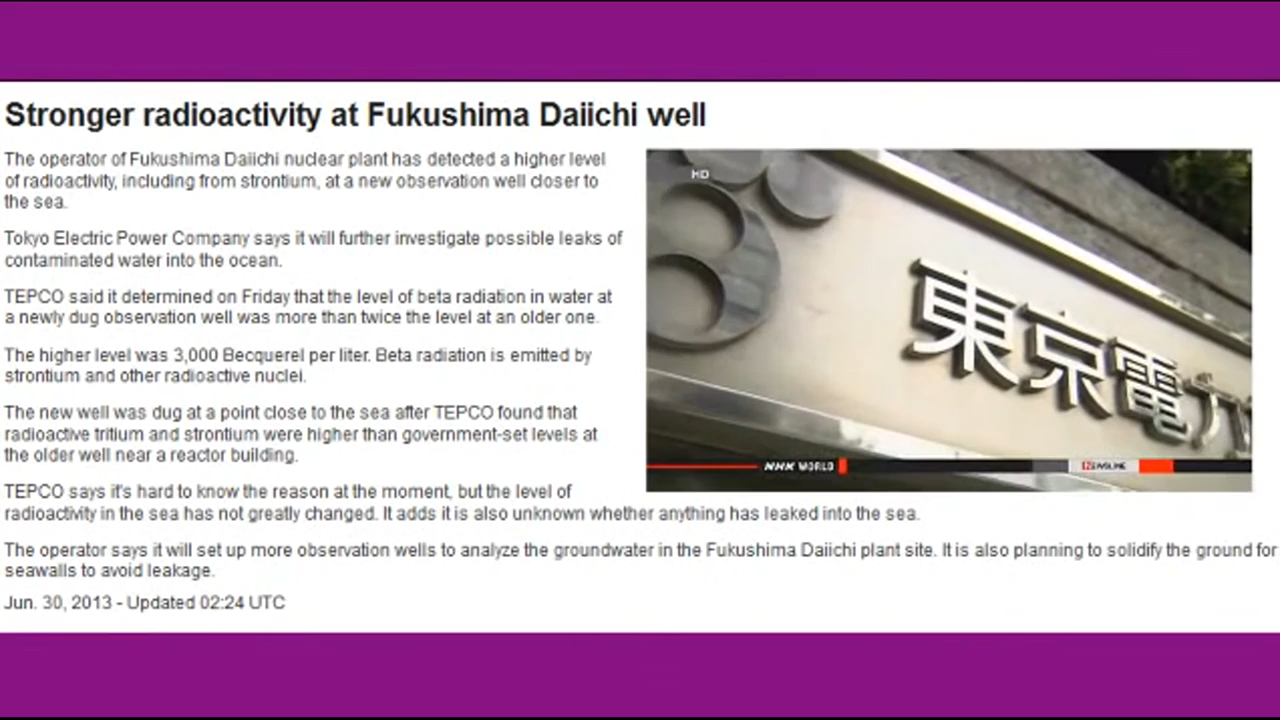 Stronger radioactivity at Fukushima Daiichi well
The operator of Fukushima Daiichi nuclear plant has detected a higher level
of radioactivity, including from strontium, at a new observation well closer to
the sea.
Tokyo Electric Power Company says it will further investigate possible leaks of
contaminated water into the ocean.
TEPCO said it determined on Friday that the level of beta radiation in water at
a newly dug observation well was more than twice the level at an older one.
The higher level was 3,000 Becquerel per liter. Beta radiation is emitted by
strontium and other radioactive nuclei.
The new well was dug at a point close to the sea after TEPCO found that
radioactive tritium and strontium were higher than government-set levels at
the older well near a reactor building.
TEPCO says it's hard to know the reason at the moment, but the level of
radioactivity in the sea has not greatly changed. It adds it is also unknown whether anything has leaked into the sea.
The operator says it will set up more observation wells to analyze the groundwater in the Fukushima Daiichi plant site. It is also planning to solidify the ground for
seawalls to avoid leakage.
Jun. 30, 2013 - Updated 02:24 UTC
HD
東京電力
NHK WORLD
NEWSLINE